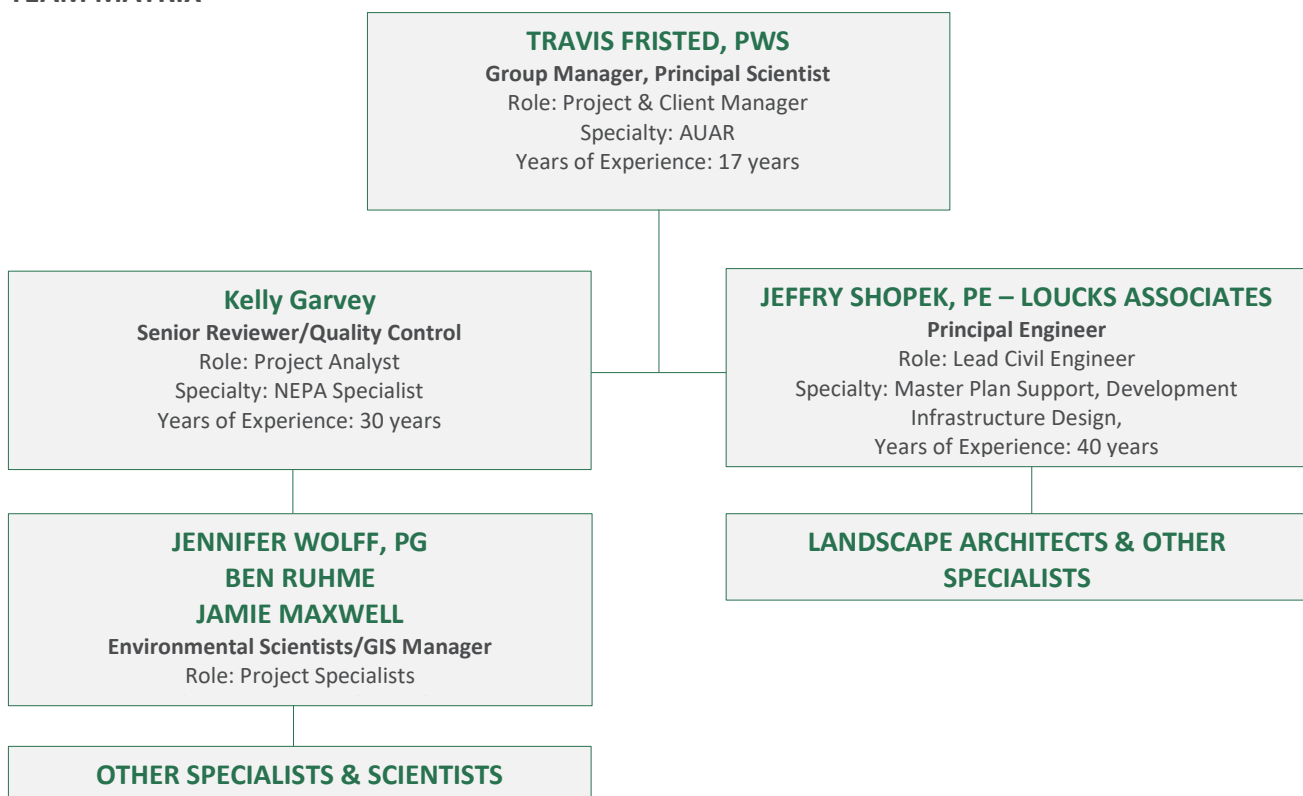 TEAM MATRIX
TRAVIS FRISTED, PWS
Group Manager, Principal Scientist
Role: Project & Client Manager
Specialty: AUAR
Years of Experience: 17 years
Kelly Garvey
Senior Reviewer/Quality Control
Role: Project Analyst
Specialty: NEPA Specialist
Years of Experience: 30 years
JEFFRY SHOPEK, PE – LOUCKS ASSOCIATES
Principal Engineer
Role: Lead Civil Engineer
Specialty: Master Plan Support, Development
Infrastructure Design,
Years of Experience: 40 years
JENNIFER WOLFF, PG
BEN RUHME
JAMIE MAXWELL
Environmental Scientists/GIS Manager
Role: Project Specialists
LANDSCAPE ARCHITECTS & OTHER
SPECIALISTS
OTHER SPECIALISTS & SCIENTISTS